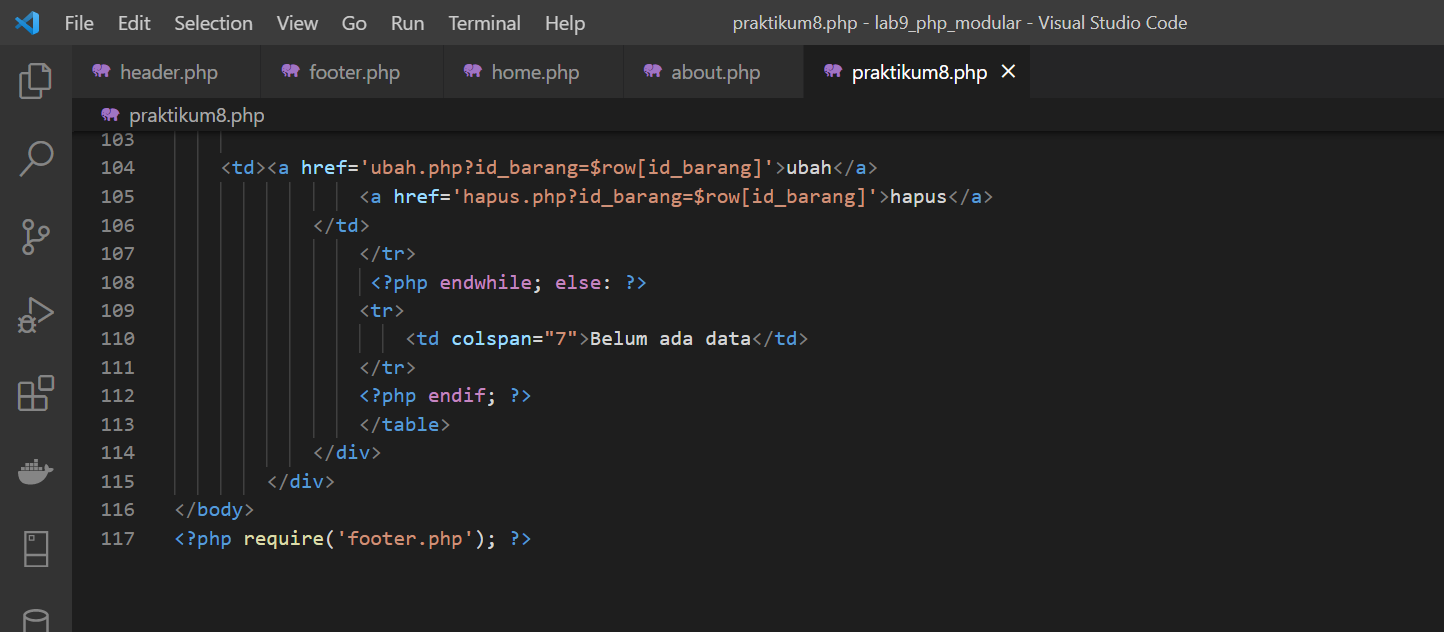 File Edit Selection View Go Run Terminal Help praktikum8.php - lab9_php_modular - Visual Studio Code
header.php footer.php home.php about.php praktikum8.php
praktikum8.php
103
104 <td><a href='ubah.php?id_barang=$row[id_barang]'>ubah</a>
105 <a href='hapus.php?id_barang=$row[id_barang]'>hapus</a>
106 </td>
107 </tr>
108 <?php endwhile; else: ?>
109 <tr>
110 <td colspan="7">Belum ada data</td>
111 </tr>
112 <?php endif; ?>
113 </table>
114 </div>
115 </div>
116 </body>
117 <?php require('footer.php'); ?>